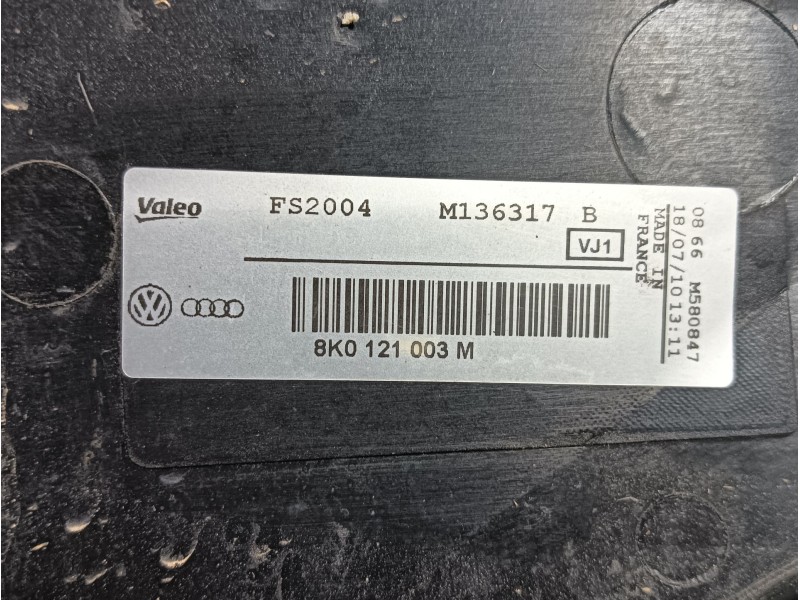 Valeo FS2004 M136317 B
VJ1
8K0 121 003 M
08 66 M580847
18/07/10 13:11
MADE IN
FRANCE